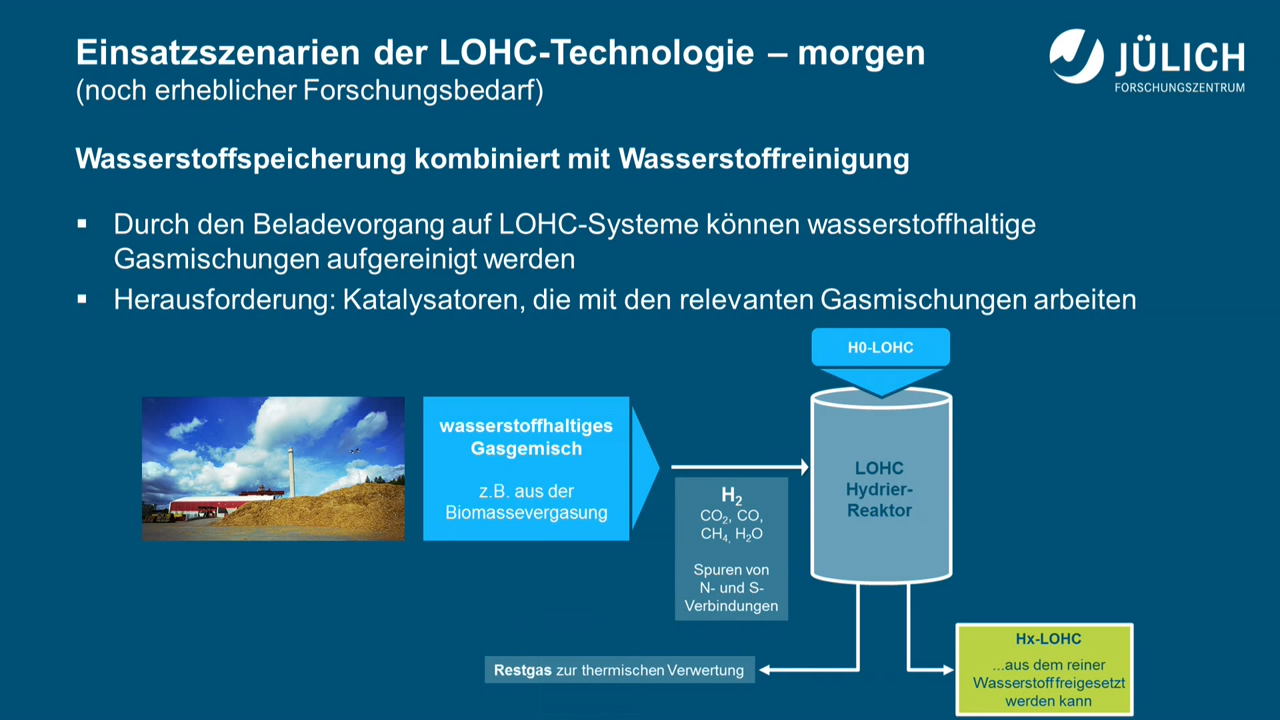 Einsatzszenarien der LOHC-Technologie – morgen
(noch erheblicher Forschungsbedarf)
JÜLICH
FORSCHUNGSZENTRUM
Wasserstoffspeicherung kombiniert mit Wasserstoffreinigung
▪ Durch den Beladevorgang auf LOHC-Systeme können wasserstoffhaltige
Gasmischungen aufgereinigt werden
▪ Herausforderung: Katalysatoren, die mit den relevanten Gasmischungen arbeiten
H0-LOHC
wasserstoffhaltiges
Gasgemisch
z.B. aus der
Biomassevergasung
H₂
CO₂, CO,
CH₄, H₂O
Spuren von
N- und S-
Verbindungen
LOHC
Hydrier-
Reaktor
Restgas zur thermischen Verwertung
Hx-LOHC
...aus dem reiner
Wasserstoff freigesetzt
werden kann